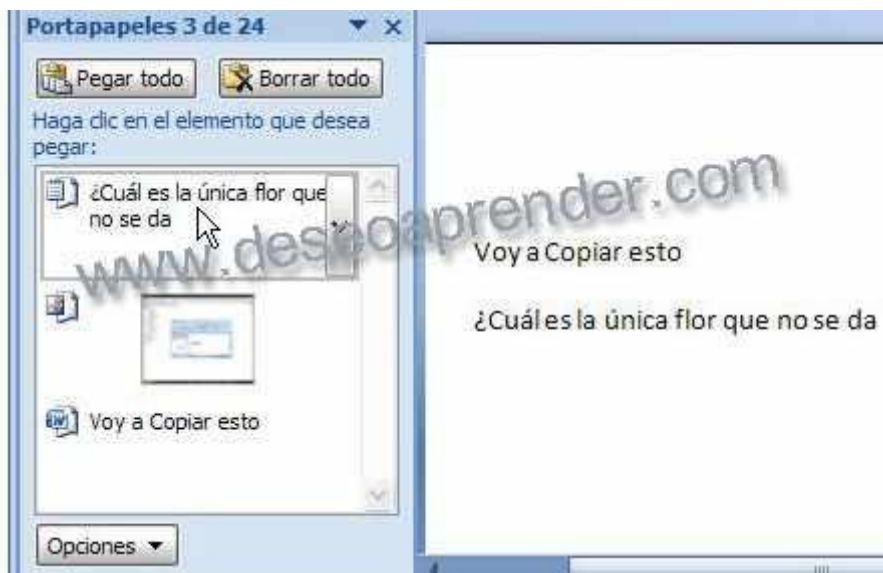 Portapapeles 3 de 24
Pegar todo
Borrar todo
Haga clic en el elemento que desea
pegar:
¿Cuál es la única flor que
no se da
Voy a Copiar esto
Opciones
www.deseoaprender.com
Voy a Copiar esto
¿Cuál es la única flor que no se da